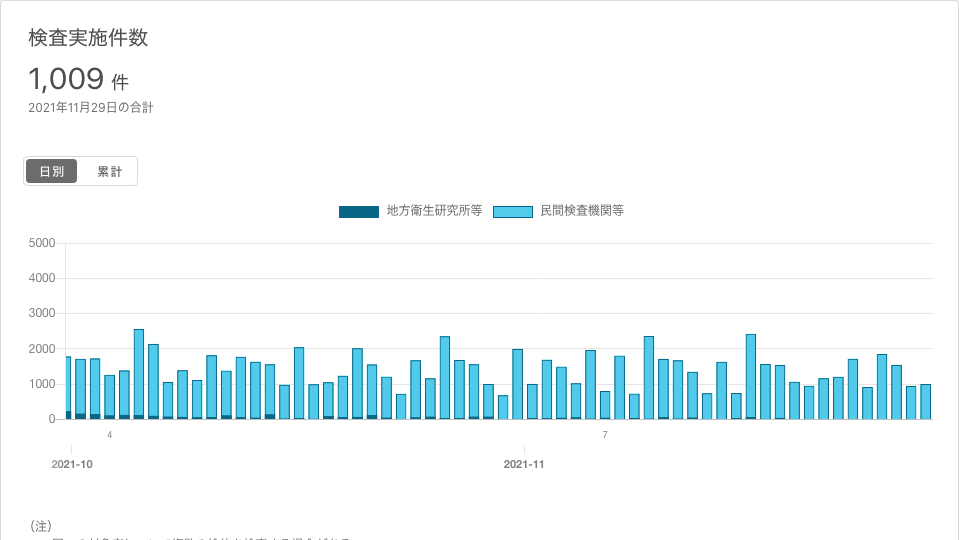 検査実施件数
1,009 件
2021年11月29日の合計
日別 累計
地方衛生研究所等 民間検査機関等
5000
4000
3000
2000
1000
0
4 7
2021-10 2021-11
（注）